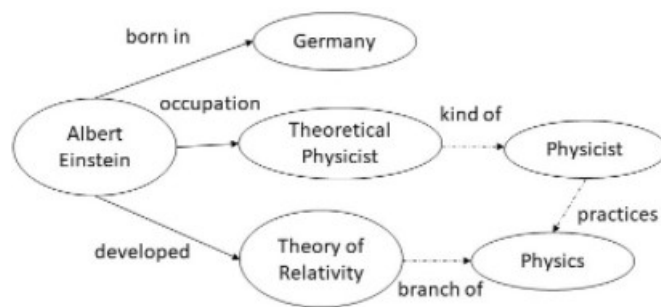 born in
Germany
occupation
Albert
Einstein
Theoretical
Physicist
kind of
Physicist
practices
developed
Theory of
Relativity
branch of
Physics